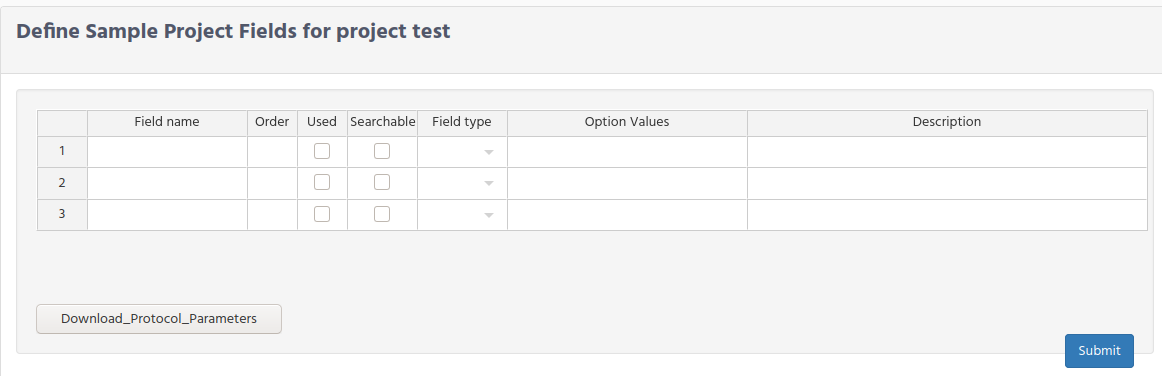 Define Sample Project Fields for project test
Field name Order Used Searchable Field type Option Values Description
1
2
3
Download_Protocol_Parameters
Submit